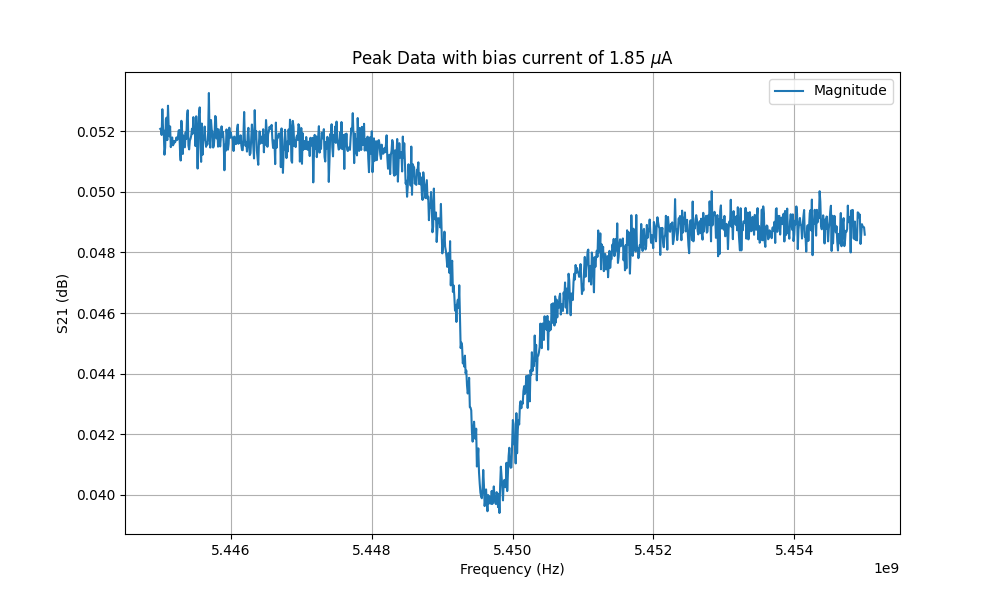 Peak Data with bias current of 1.85 μA
Magnitude
0.052
0.050
0.048
0.046
0.044
0.042
0.040
S21 (dB)
5.446 5.448 5.450 5.452 5.454
Frequency (Hz)
1e9